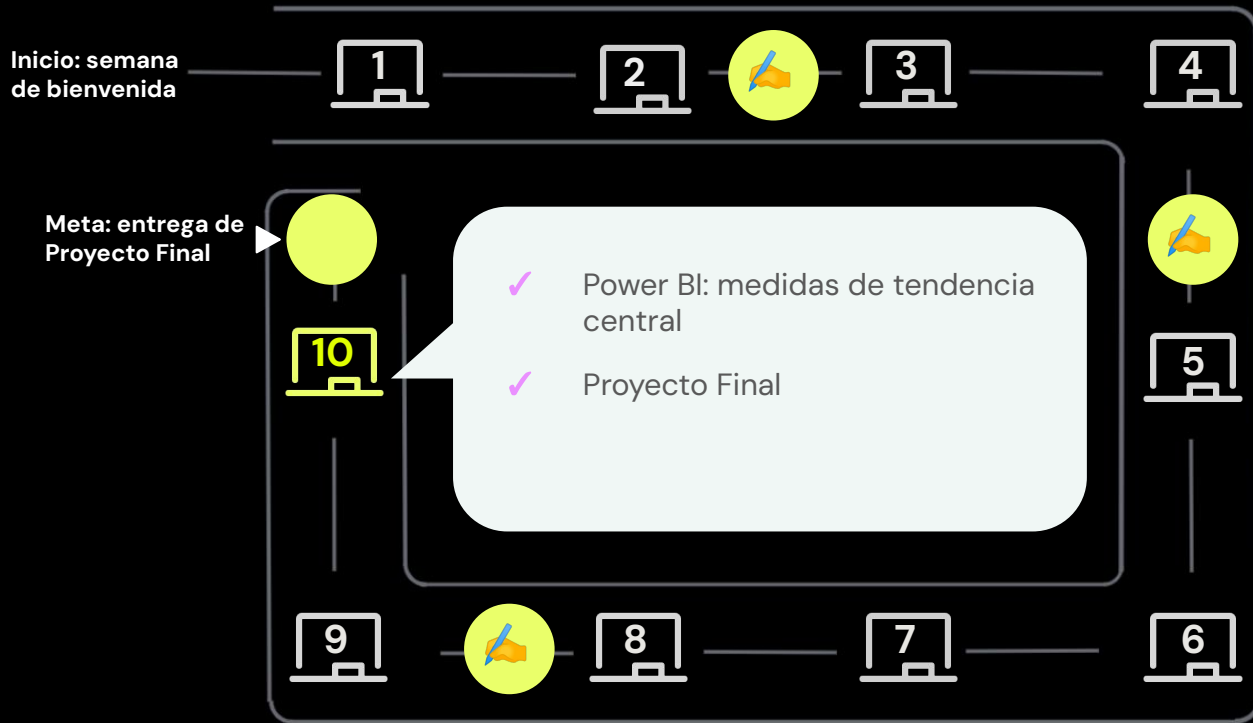 Inicio: semana
de bienvenida
1
2
3
4
Meta: entrega de
Proyecto Final
✓ Power BI: medidas de tendencia
central
✓ Proyecto Final
10
5
9
8
7
6